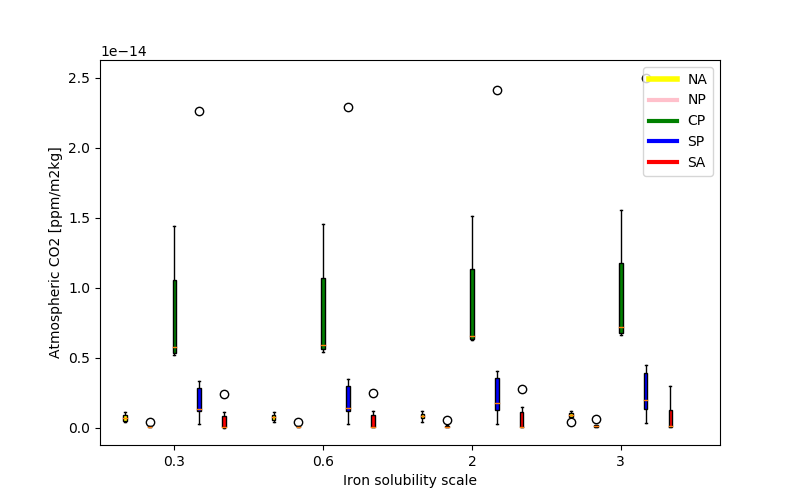 1e−14
2.5
2.0
1.5
1.0
0.5
0.0
Atmospheric CO2 [ppm/m2kg]
NA
NP
CP
SP
SA
0.3 0.6 2 3
Iron solubility scale